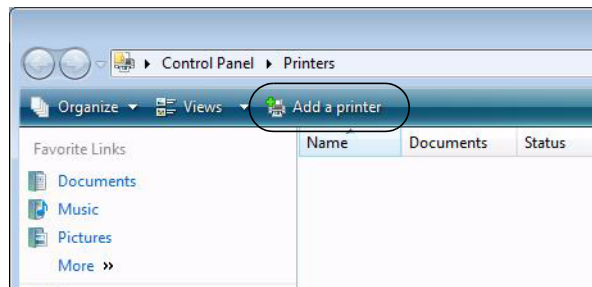 Control Panel Printers
Organize Views Add a printer
Favorite Links Name Documents Status
Documents
Music
Pictures
More »